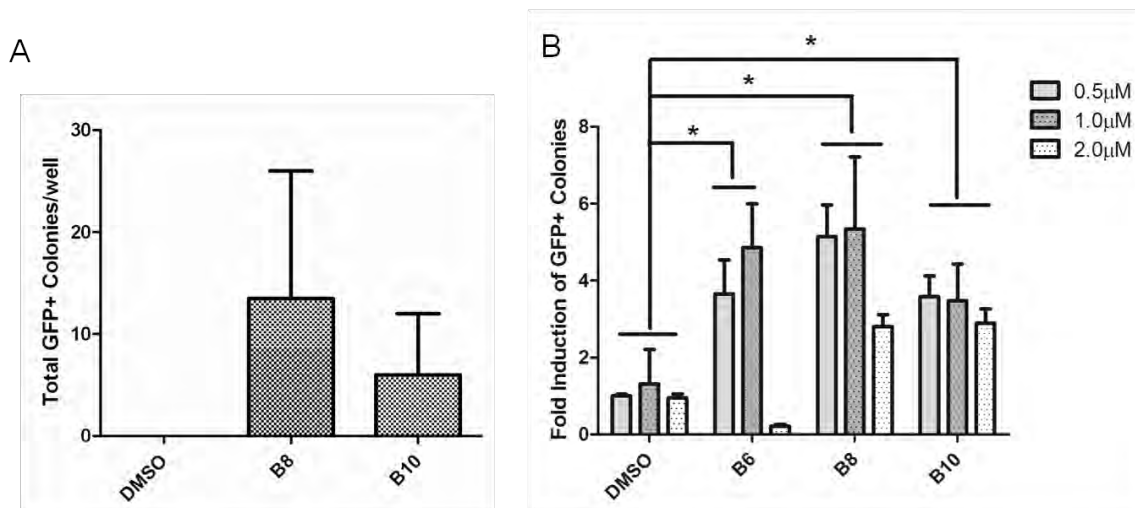 A
Total GFP+ Colonies/well
30
20
10
0
DMSO
B8
B10
B
*
*
*
0.5µM
1.0µM
2.0µM
Fold Induction of GFP+ Colonies
8
6
4
2
0
DMSO
B6
B8
B10